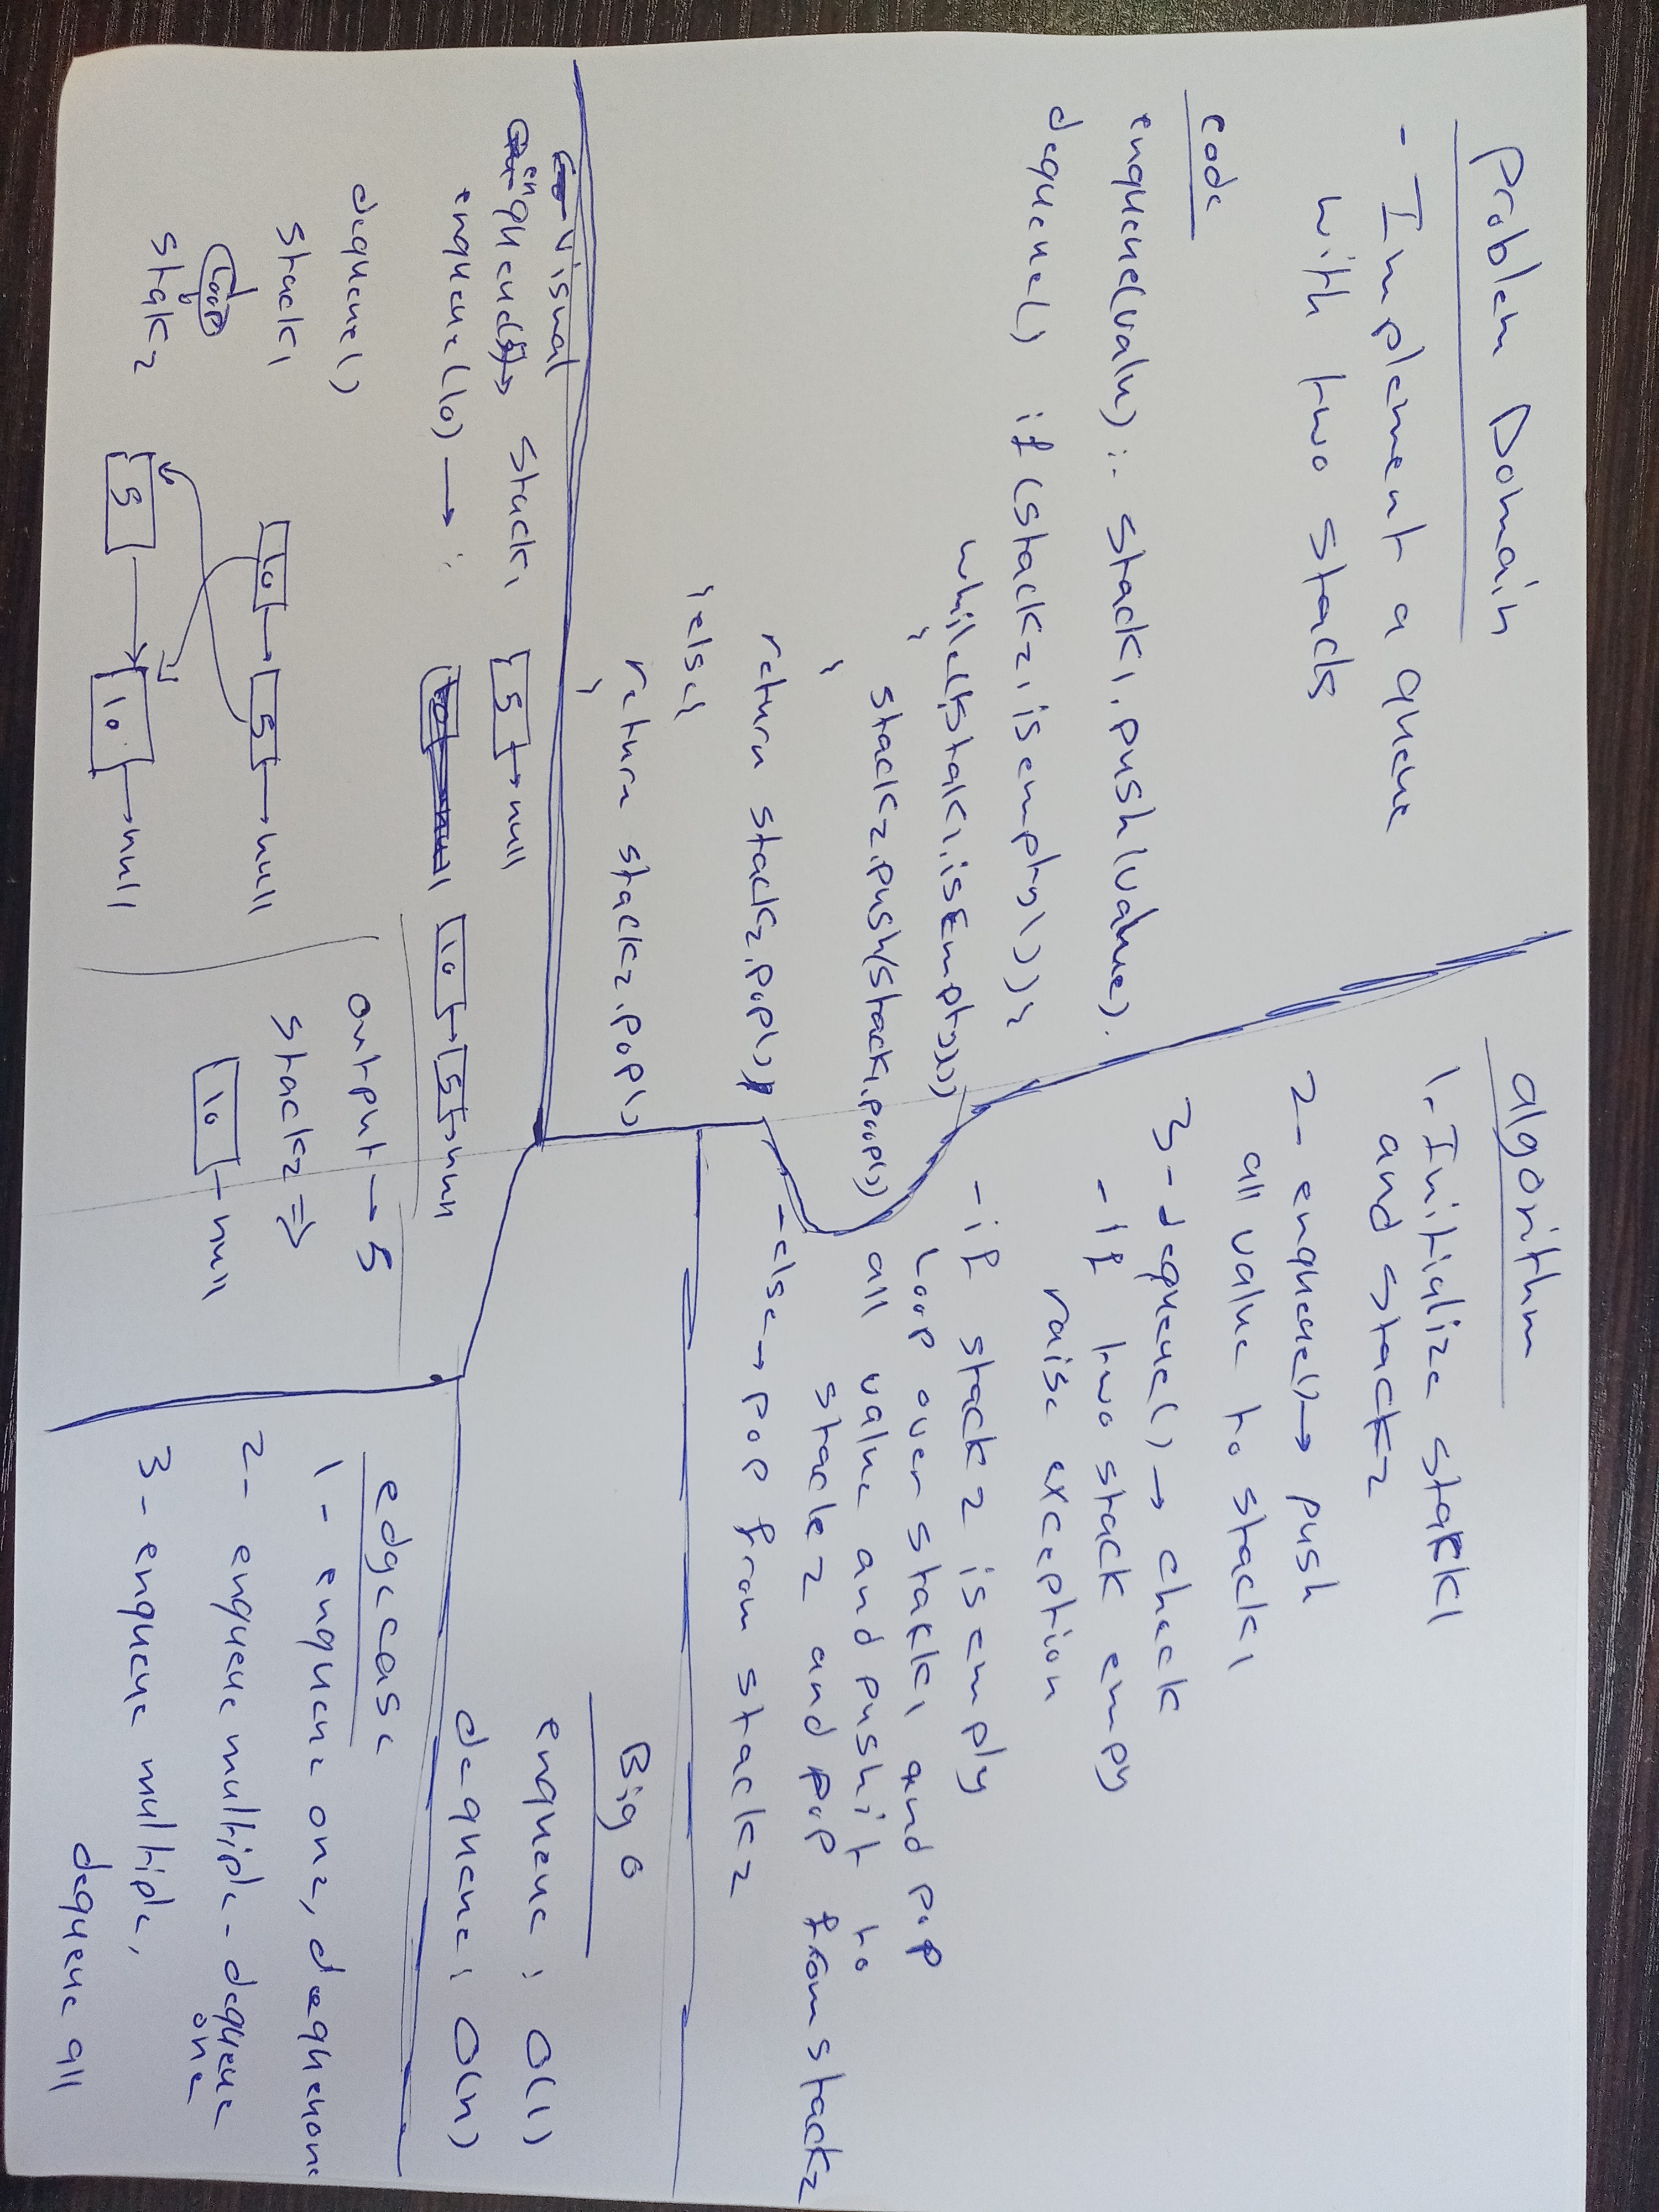 Problem Domain
- Implement a queue
with two stacks
code
enqueue(value): stack1.push(value).
dequeue() if (stack2.isempty()){
while(!stak1.isEmpty()){
stack2.push(stack1.pop())
}
return stack2.pop()}
}else{
return stack2.pop()
}
algorithm
1- Initialize stack1
and stack2
2- enqueue()→ push
all value to stack1
3- dequeue() → check
- If two stack empy
raise exception
- if stack2 is emply
loop over stack1 and pop
all value and push it to
stack2 and pop from stack2
- else → pop from stack2
Big O
enqueue : O(1)
dequeue : O(n)
Visual
enqueue(5)→ stack1 [5]→null
enqueue(10) → : [10]→[5]→null
dequeue()
stack1 [10]→[5]→null
Loop
stak2 [5]→[10]→null
output → 5
stack2 ⇒
[10]→null
edge case
1- enqueue one, dequeue one
2- enqueue multiple - dequeue
one
3- enqueue multiple,
dequeue all